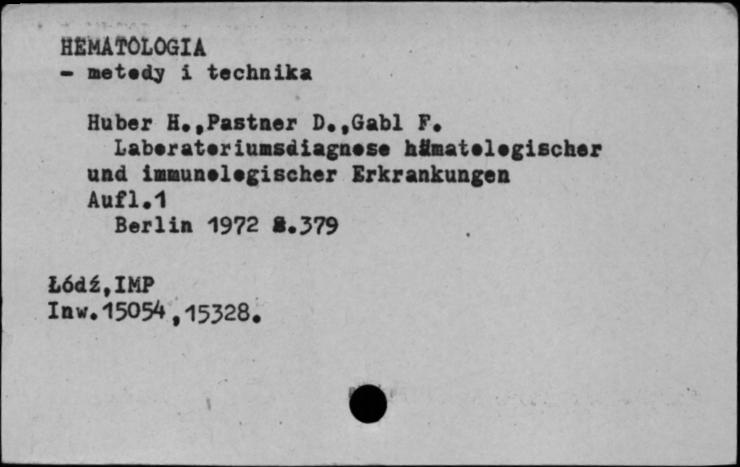 HEMATOLOGIA
- metody i technika
Huber H.,Pastner D.,Gabl F.
Laboratoriumsdiagnose hämatologischer
und immunologischer Erkrankungen
Aufl.1
Berlin 1972 S.379
Łódź,IMP
Inw.15054,15328.